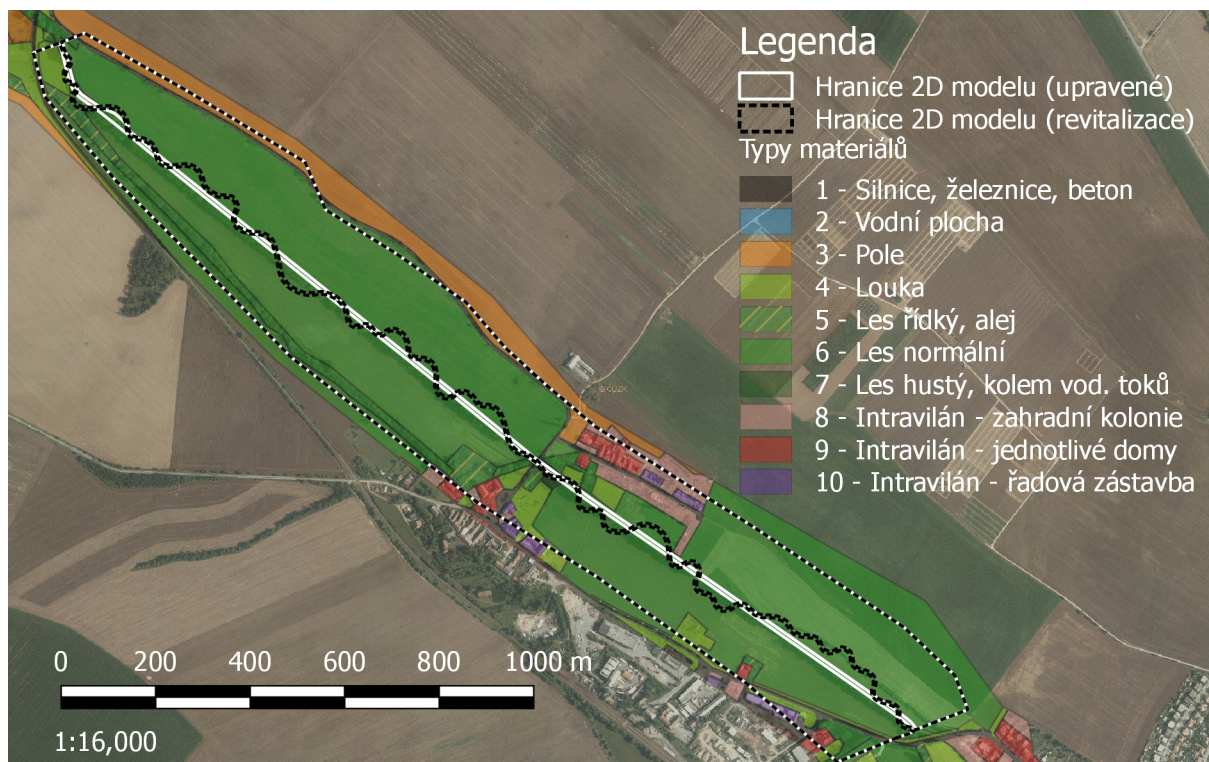 Legenda
Hranice 2D modelu (upravené)
Hranice 2D modelu (revitalizace)
Typy materiálů
1 - Silnice, železnice, beton
2 - Vodní plocha
3 - Pole
4 - Louka
5 - Les řídký, alej
6 - Les normální
7 - Les hustý, kolem vod. toků
8 - Intravilán - zahradní kolonie
9 - Intravilán - jednotlivé domy
10 - Intravilán - řadová zástavba
© ČÚZK
0 200 400 600 800 1000 m
1:16,000